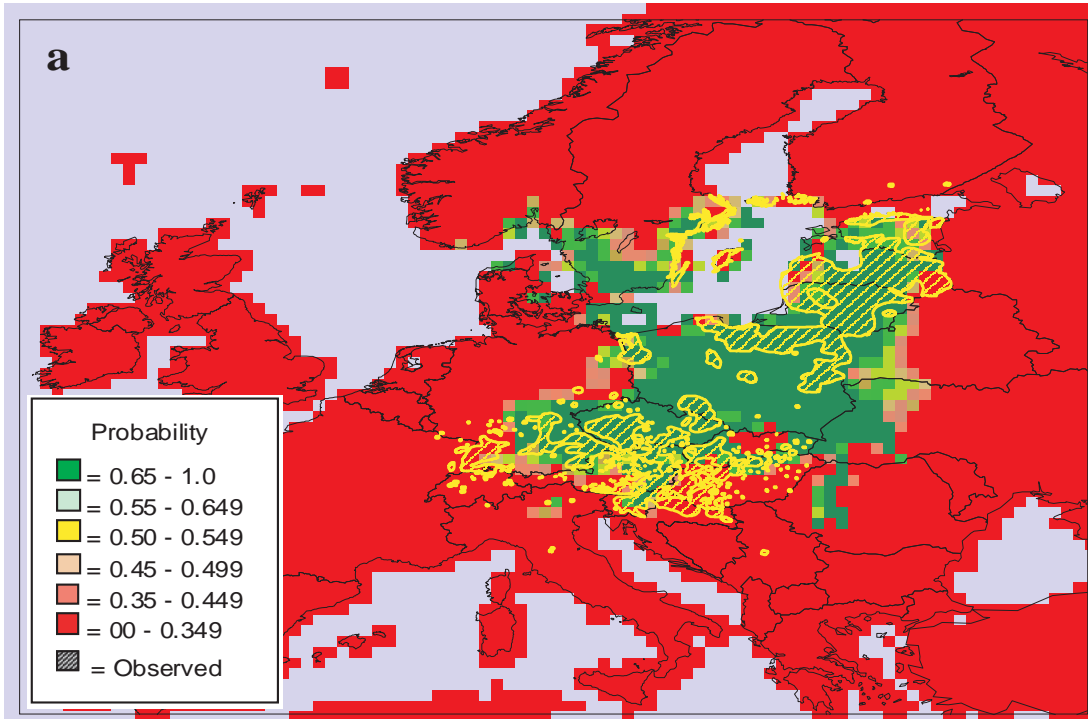 a
Probability
= 0.65 - 1.0
= 0.55 - 0.649
= 0.50 - 0.549
= 0.45 - 0.499
= 0.35 - 0.449
= 00 - 0.349
= Observed